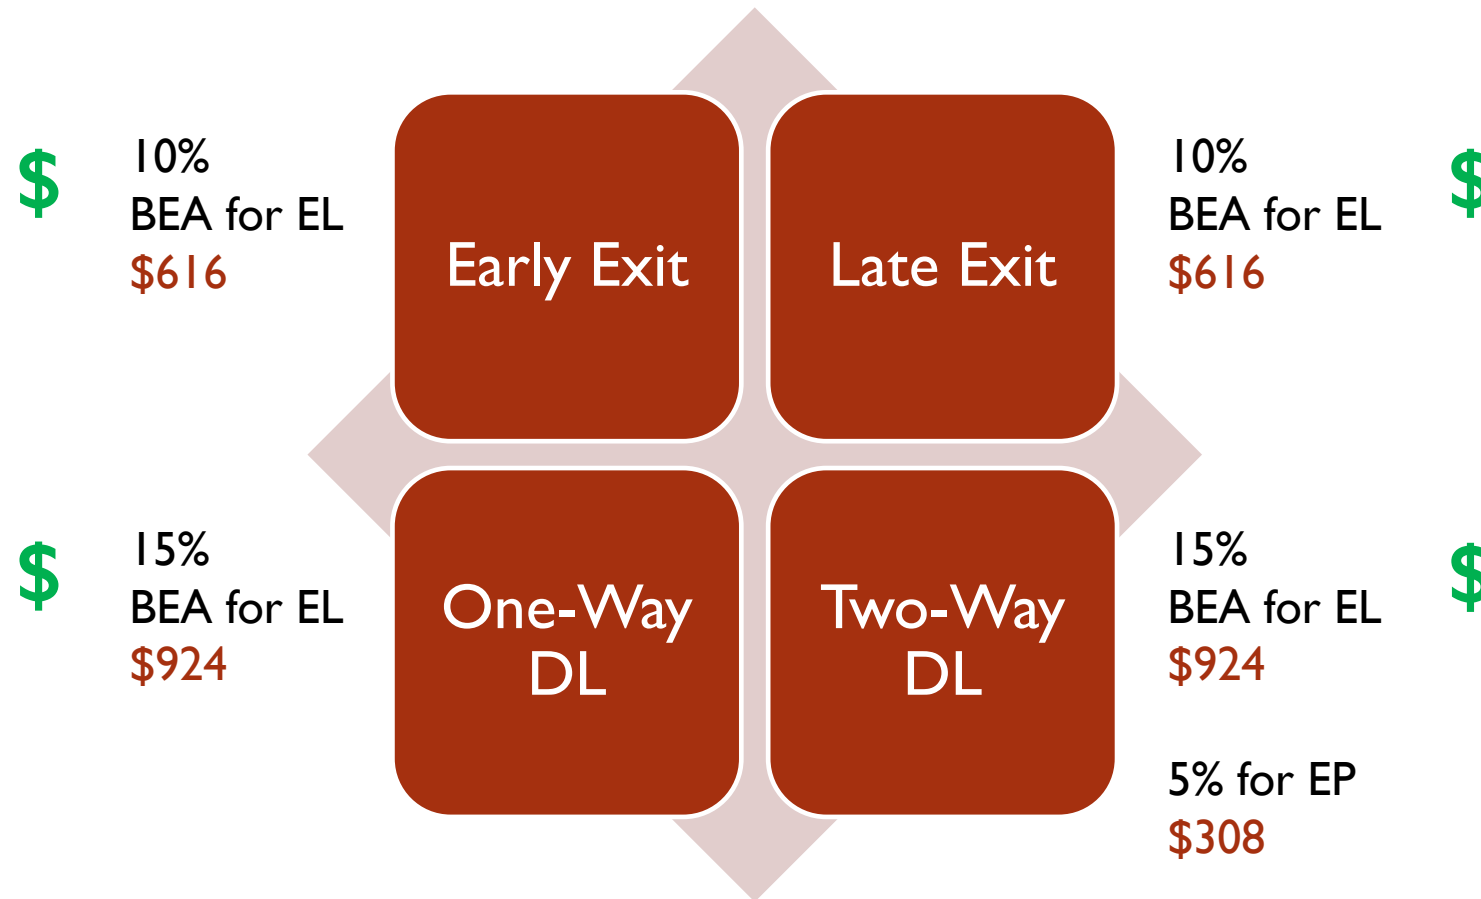 $
10%
BEA for EL
$616
Early Exit
Late Exit
10%
BEA for EL
$616
$
$
15%
BEA for EL
$924
One-Way
DL
Two-Way
DL
15%
BEA for EL
$924
5% for EP
$308
$